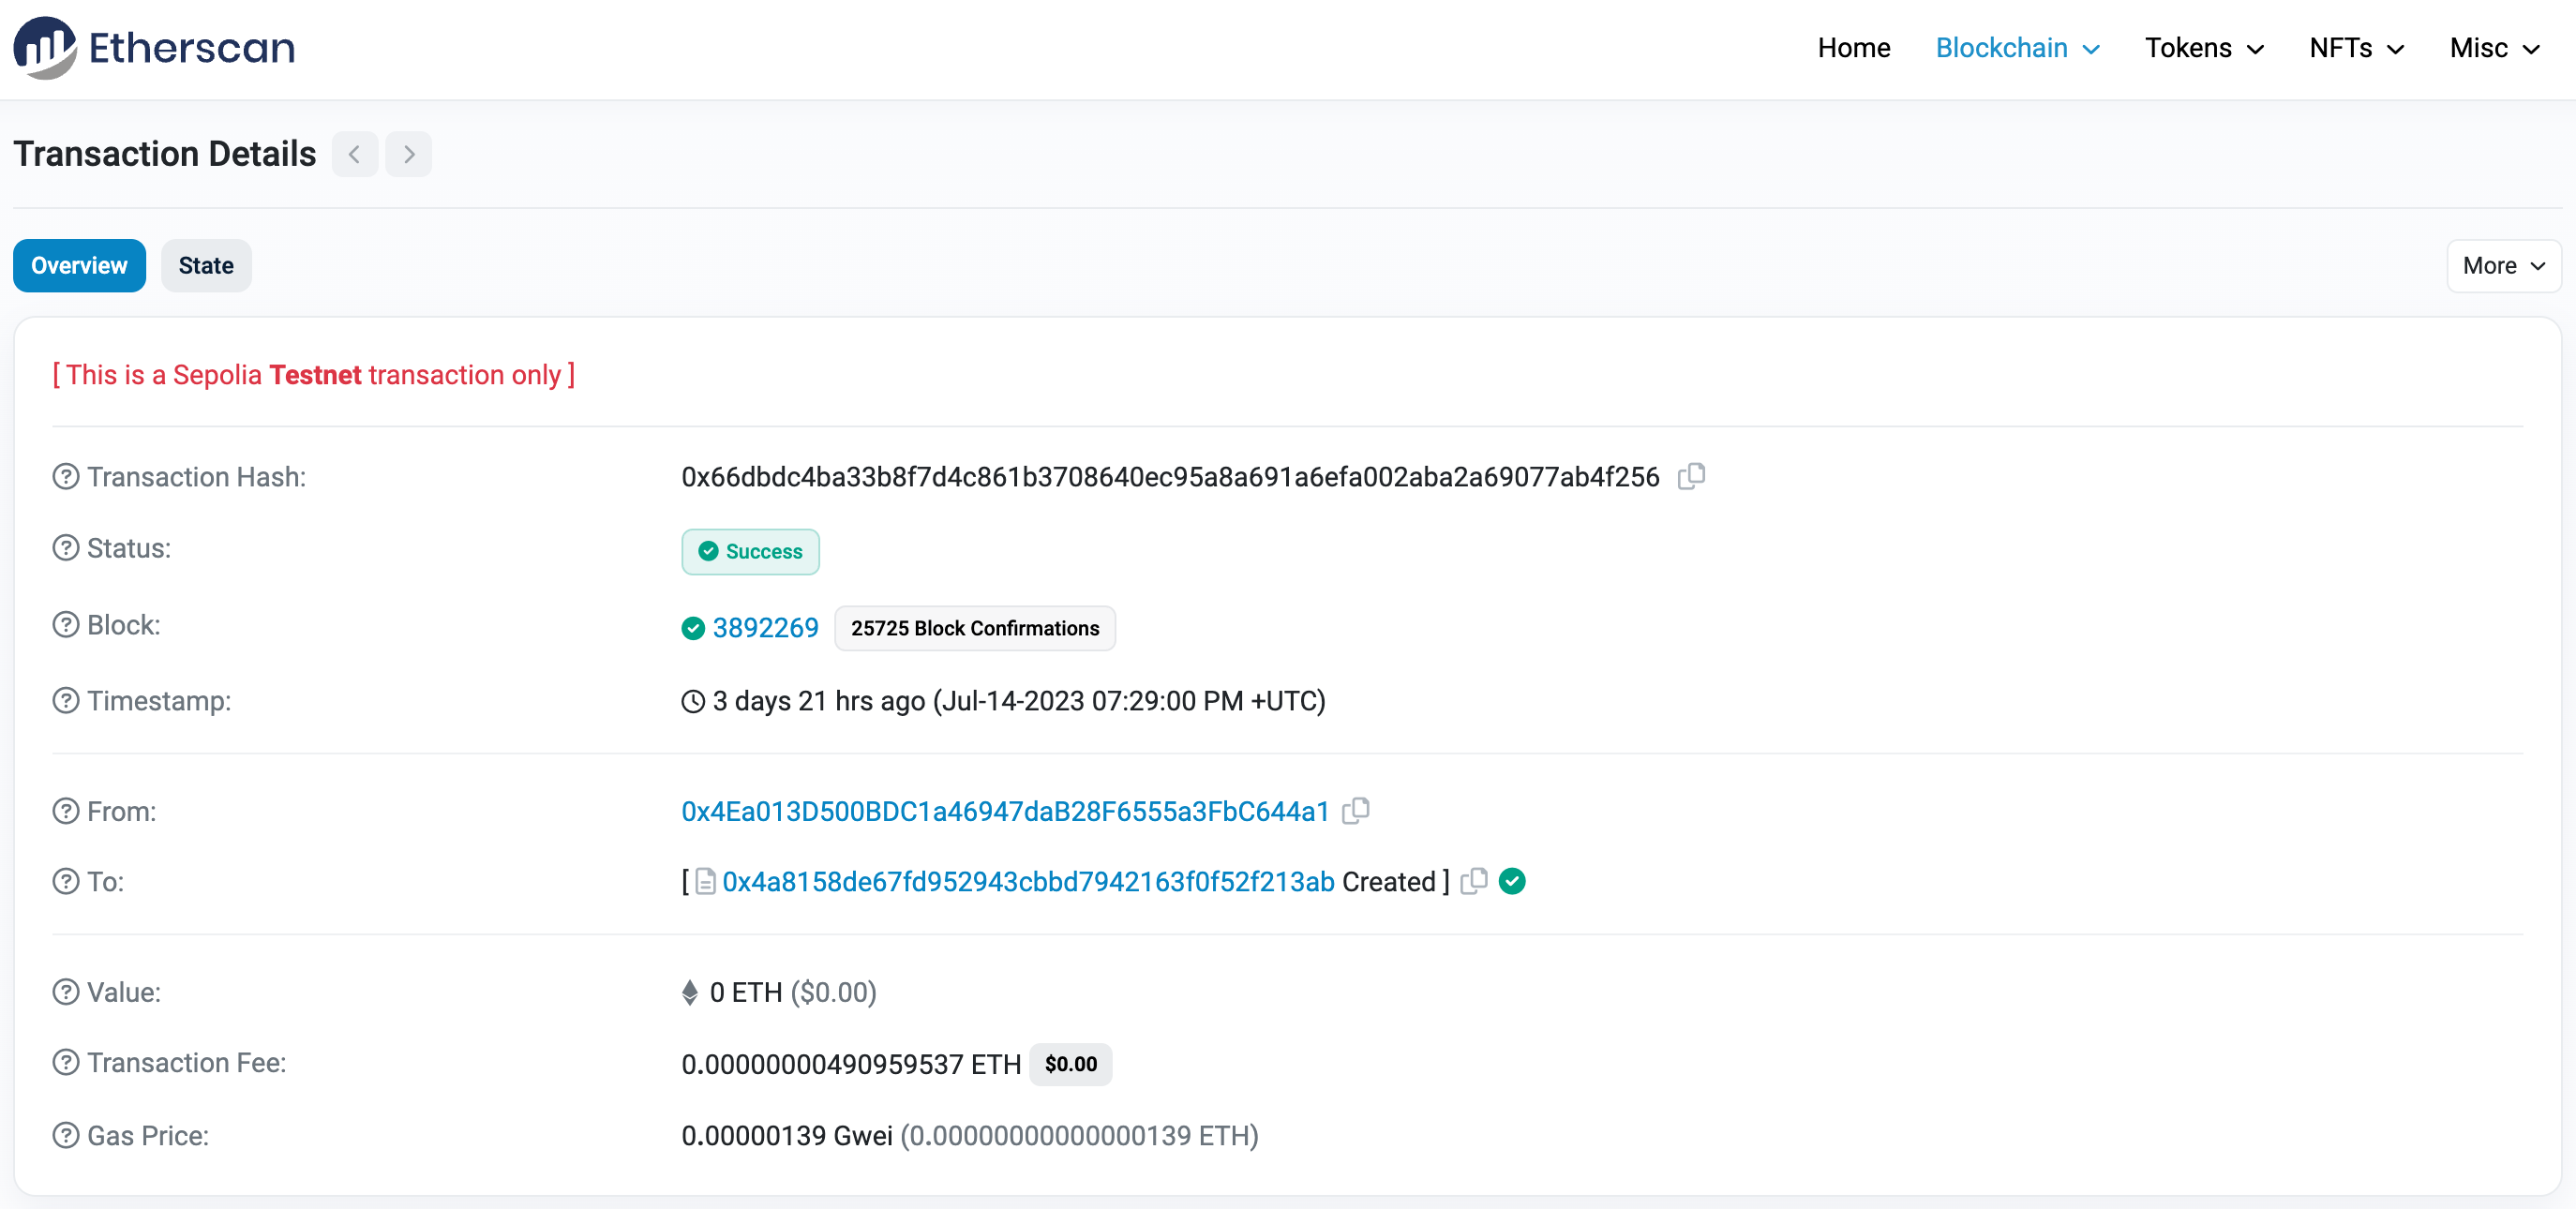 Etherscan
Home Blockchain Tokens NFTs Misc
Transaction Details
Overview State More
[ This is a Sepolia Testnet transaction only ]
Transaction Hash: 0x66dbdc4ba33b8f7d4c861b3708640ec95a8a691a6efa002aba2a69077ab4f256
Status: Success
Block: 3892269 25725 Block Confirmations
Timestamp: 3 days 21 hrs ago (Jul-14-2023 07:29:00 PM +UTC)
From: 0x4Ea013D500BDC1a46947daB28F6555a3FbC644a1
To: [ 0x4a8158de67fd952943cbbd7942163f0f52f213ab Created ]
Value: 0 ETH ($0.00)
Transaction Fee: 0.00000000490959537 ETH $0.00
Gas Price: 0.00000139 Gwei (0.00000000000000139 ETH)